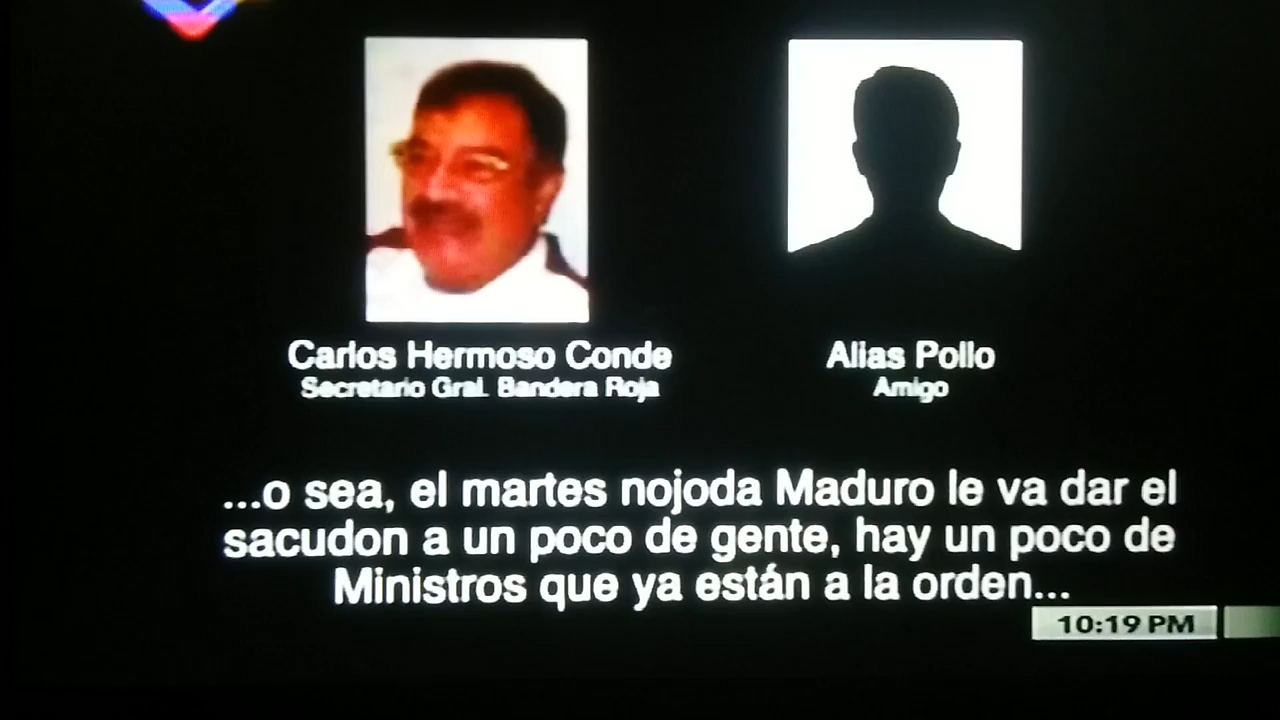 Carlos Hermoso Conde
Secretario Gral. Bandera Roja
Alias Pollo
Amigo
...o sea, el martes nojoda Maduro le va dar el
sacudon a un poco de gente, hay un poco de
Ministros que ya están a la orden...
10:19 PM